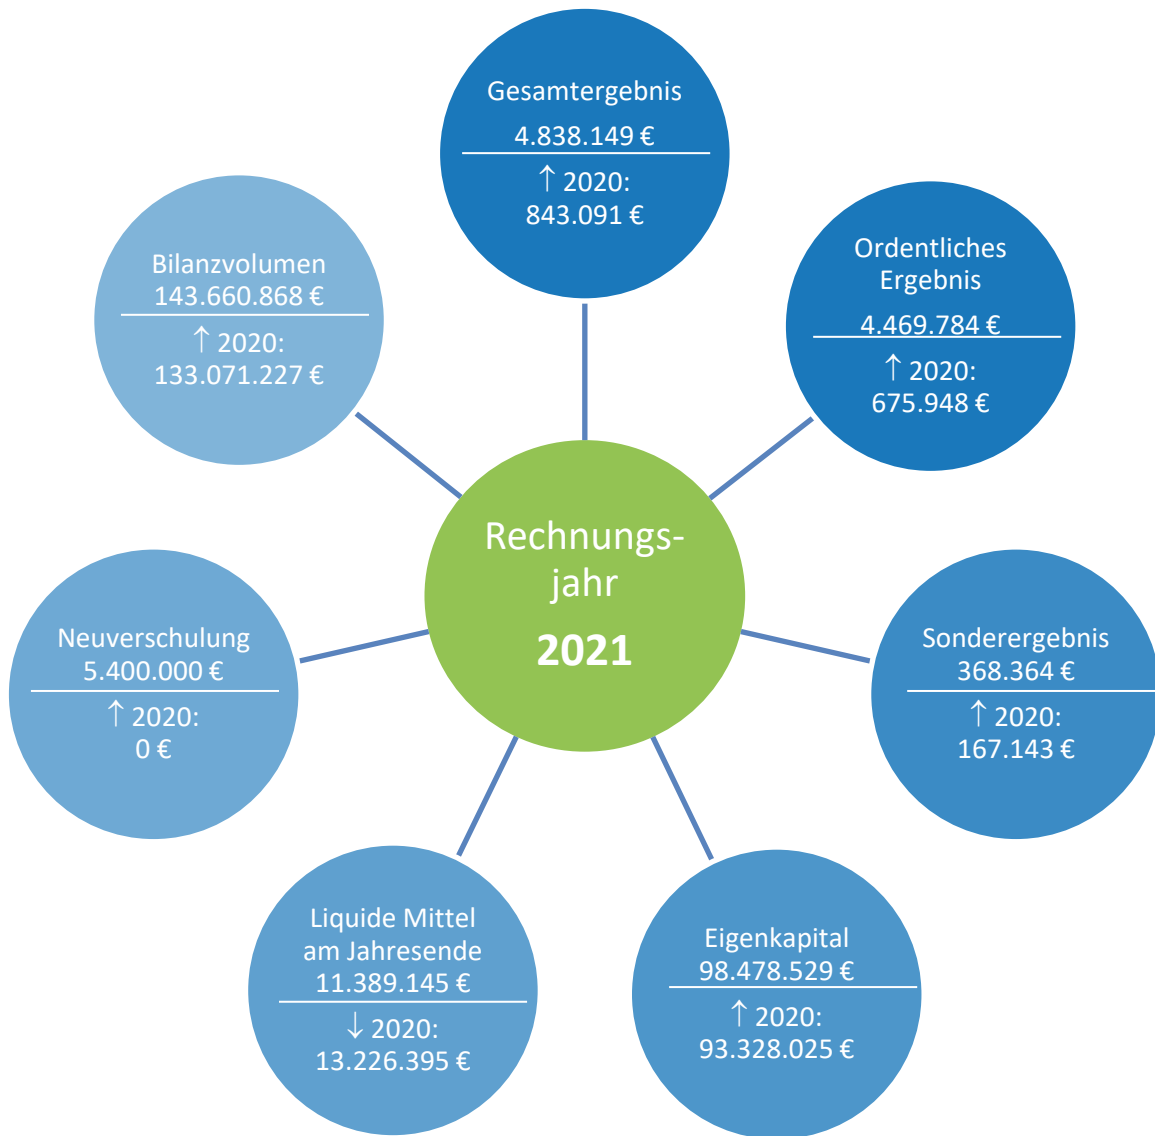 Gesamtergebnis
4.838.149 €
↑ 2020:
843.091 €
Ordentliches
Ergebnis
4.469.784 €
↑ 2020:
675.948 €
Sonderergebnis
368.364 €
↑ 2020:
167.143 €
Eigenkapital
98.478.529 €
↑ 2020:
93.328.025 €
Liquide Mittel
am Jahresende
11.389.145 €
↓ 2020:
13.226.395 €
Neuverschulung
5.400.000 €
↑ 2020:
0 €
Bilanzvolumen
143.660.868 €
↑ 2020:
133.071.227 €
Rechnungs-
jahr
2021